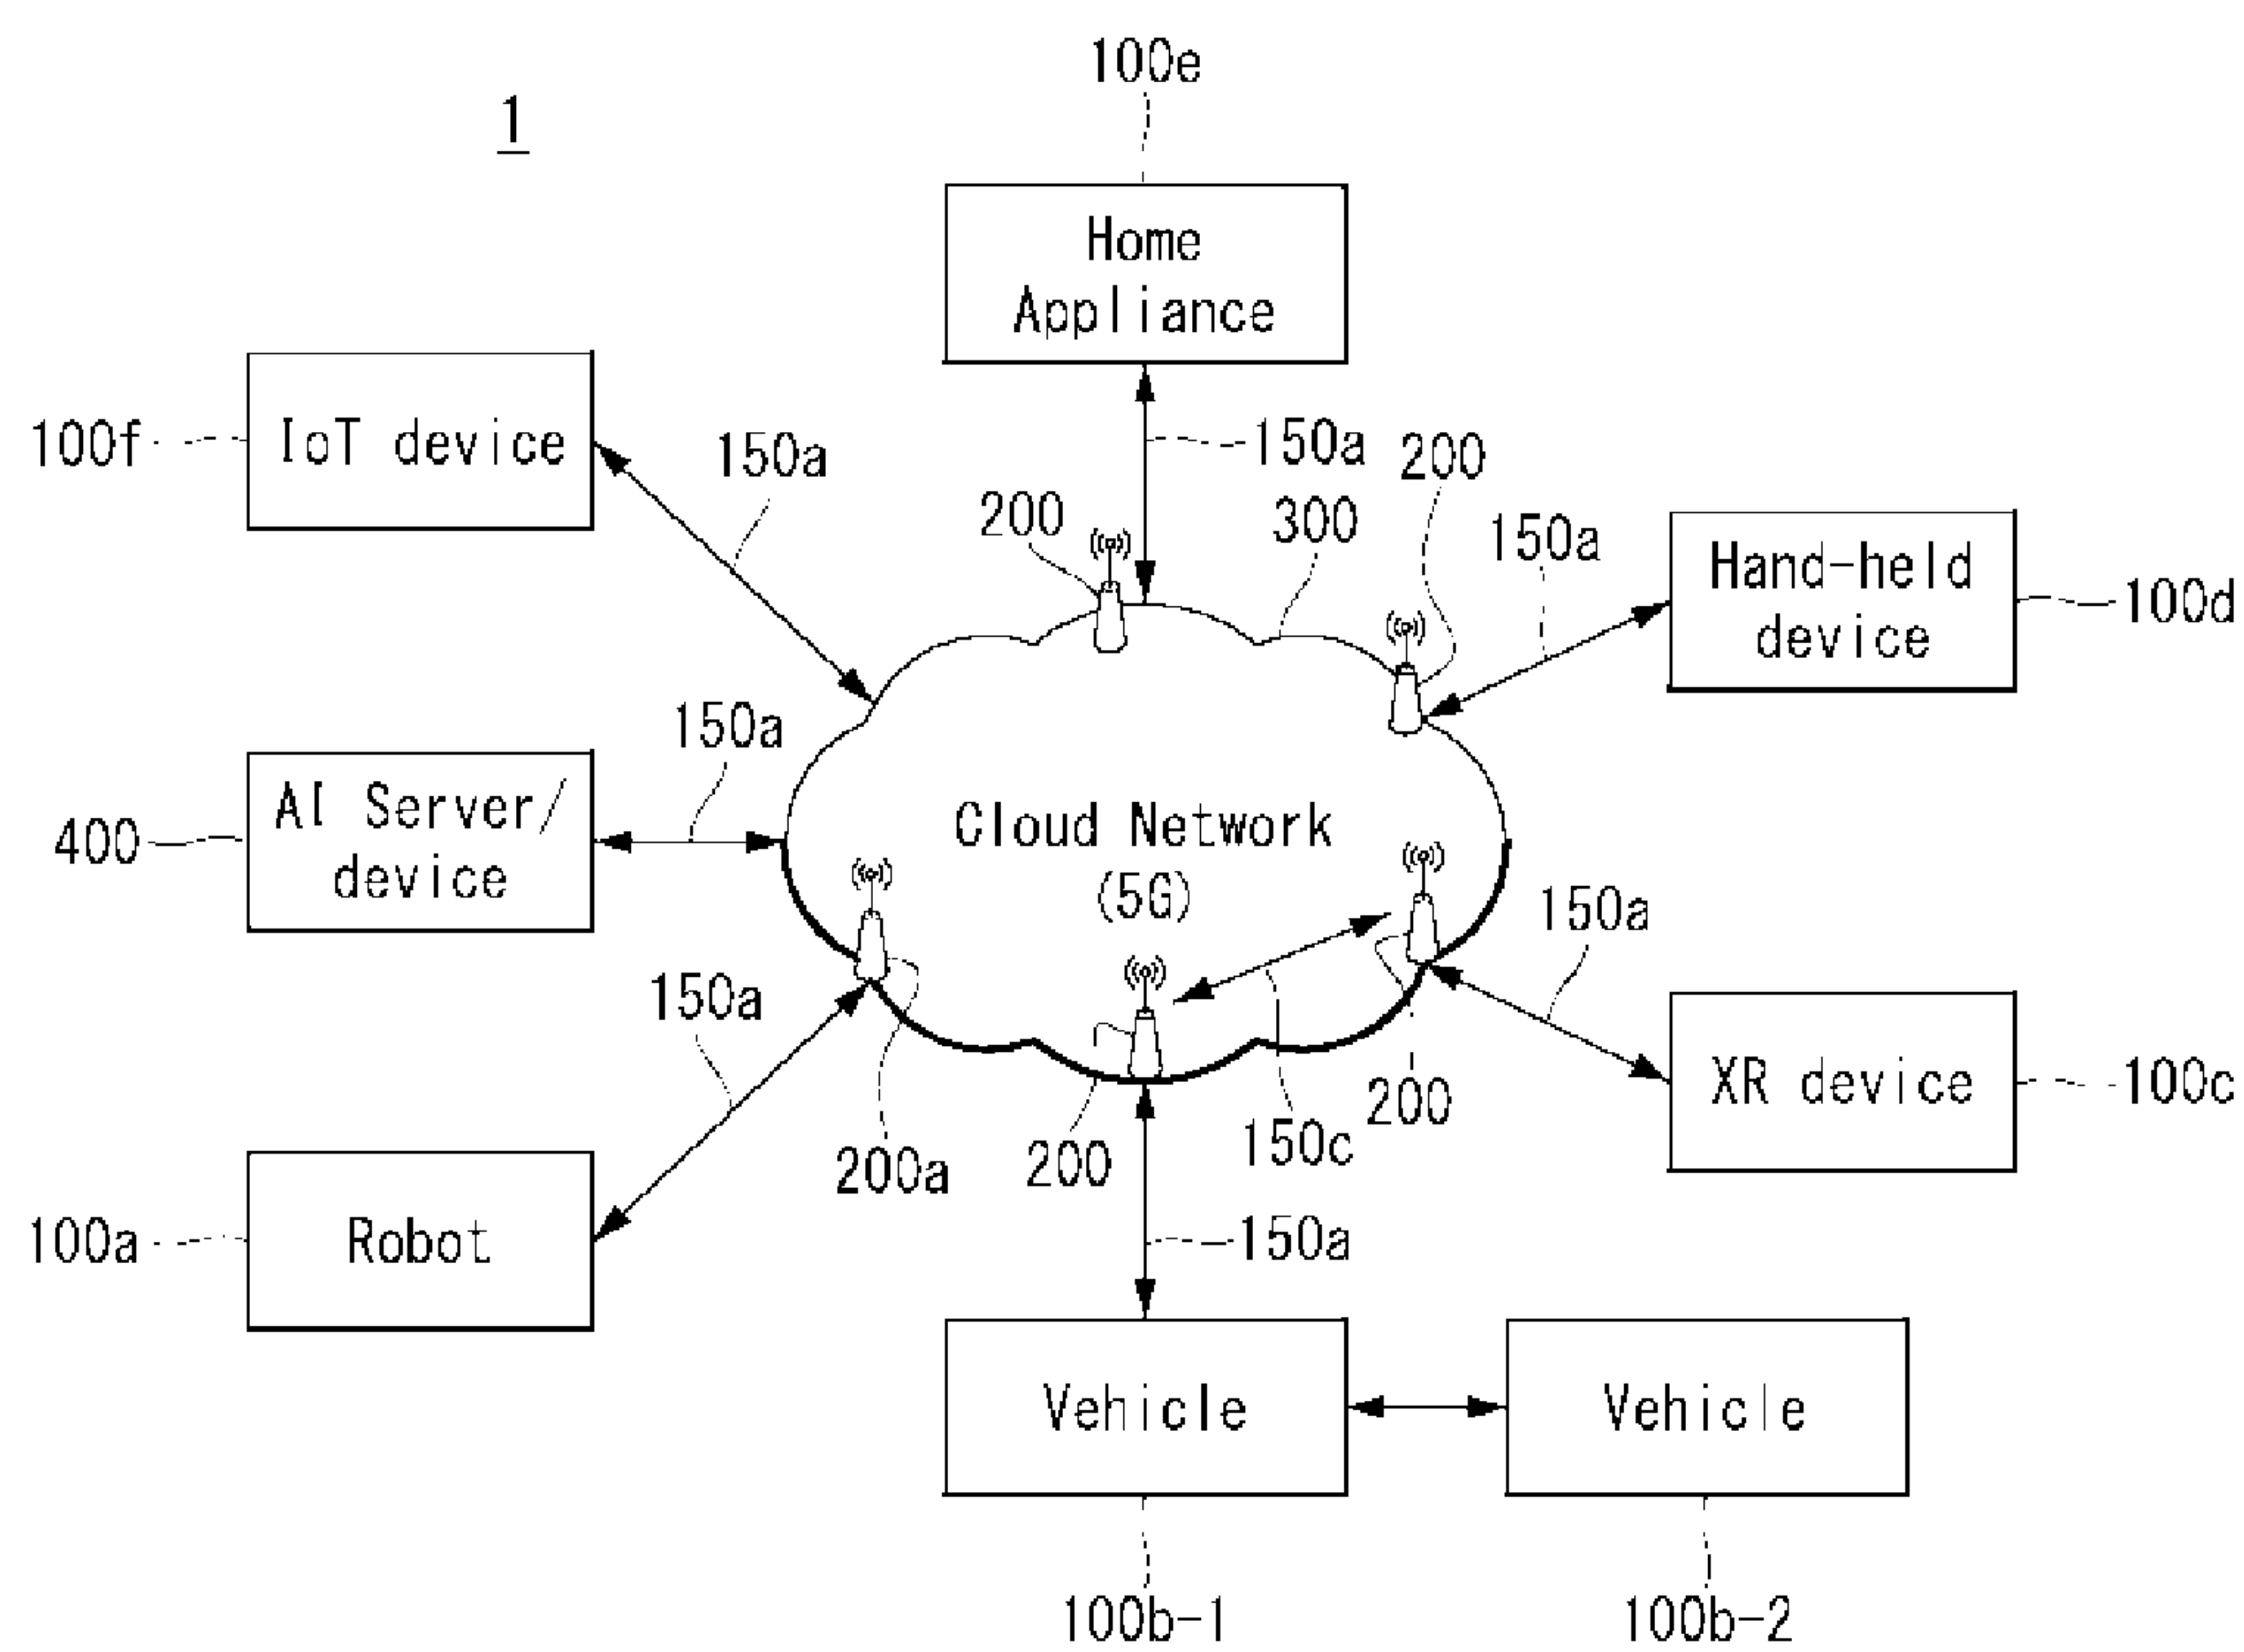 100e
1
Home
Appliance
100f
IoT device
150a
150a
200
200
300
150a
Hand-held
device
100d
150a
AI Server/
device
400
Cloud Network
(5G)
150a
150a
XR device
100c
200
150c
200a
200
100a
Robot
150a
Vehicle
Vehicle
100b-1
100b-2